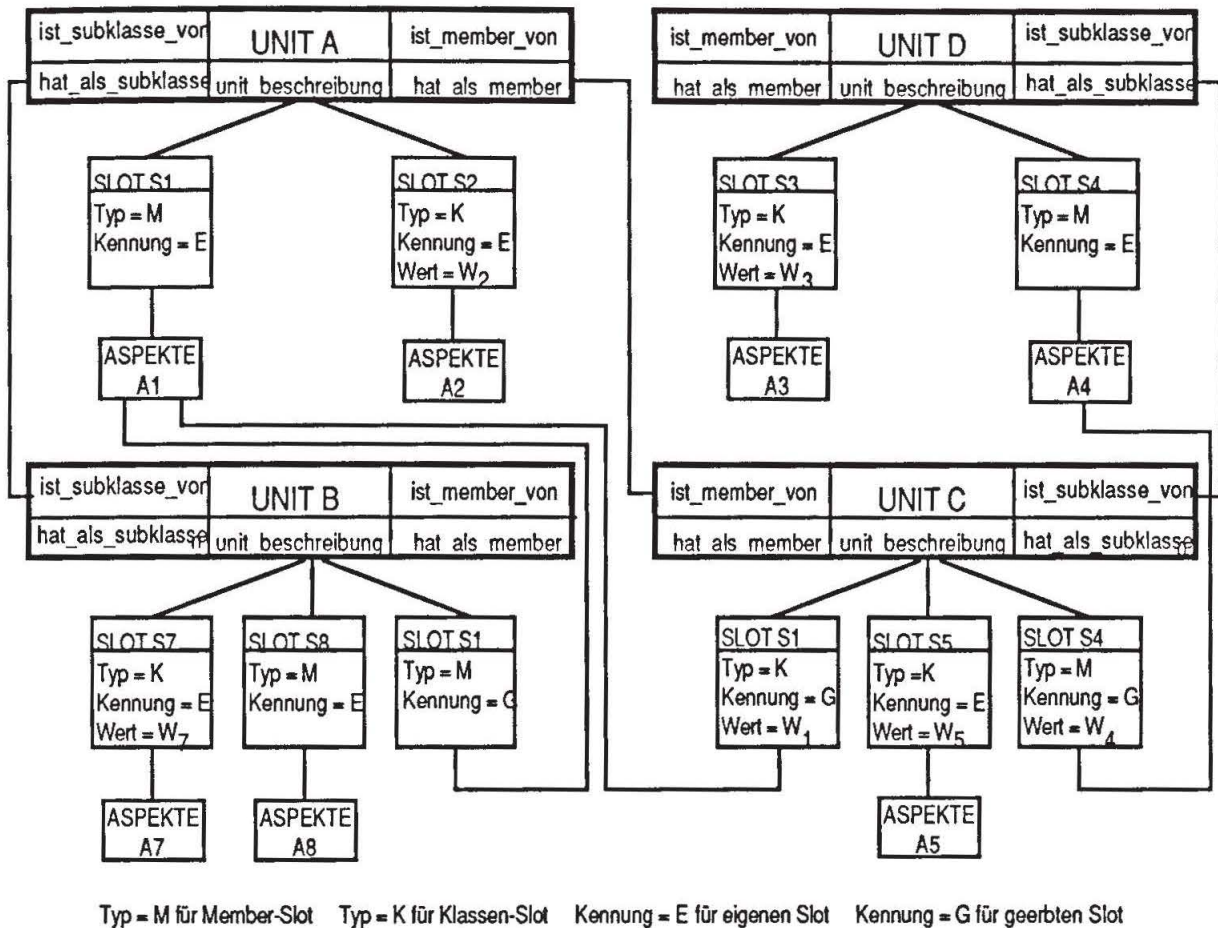 ist_subklasse_von UNIT A ist_member_von
hat_als_subklasse unit beschreibung hat als member
ist_member_von UNIT D ist_subklasse_von
hat als member unit beschreibung hat_als_subklasse
SLOT S1
Typ = M
Kennung = E
SLOT S2
Typ = K
Kennung = E
Wert = W2
SLOT S3
Typ = K
Kennung = E
Wert = W3
SLOT S4
Typ = M
Kennung = E
ASPEKTE
A1
ASPEKTE
A2
ASPEKTE
A3
ASPEKTE
A4
ist_subklasse_von UNIT B ist_member_von
hat_als_subklasse unit beschreibung hat als member
ist_member_von UNIT C ist_subklasse_von
hat als member unit beschreibung hat_als_subklasse
SLOT S7
Typ = K
Kennung = E
Wert = W7
SLOT S8
Typ = M
Kennung = E
SLOT S1
Typ = M
Kennung = G
SLOT S1
Typ = K
Kennung = G
Wert = W1
SLOT S5
Typ = K
Kennung = E
Wert = W5
SLOT S4
Typ = M
Kennung = G
Wert = W4
ASPEKTE
A7
ASPEKTE
A8
ASPEKTE
A5
Typ = M für Member-Slot Typ = K für Klassen-Slot Kennung = E für eigenen Slot Kennung = G für geerbten Slot